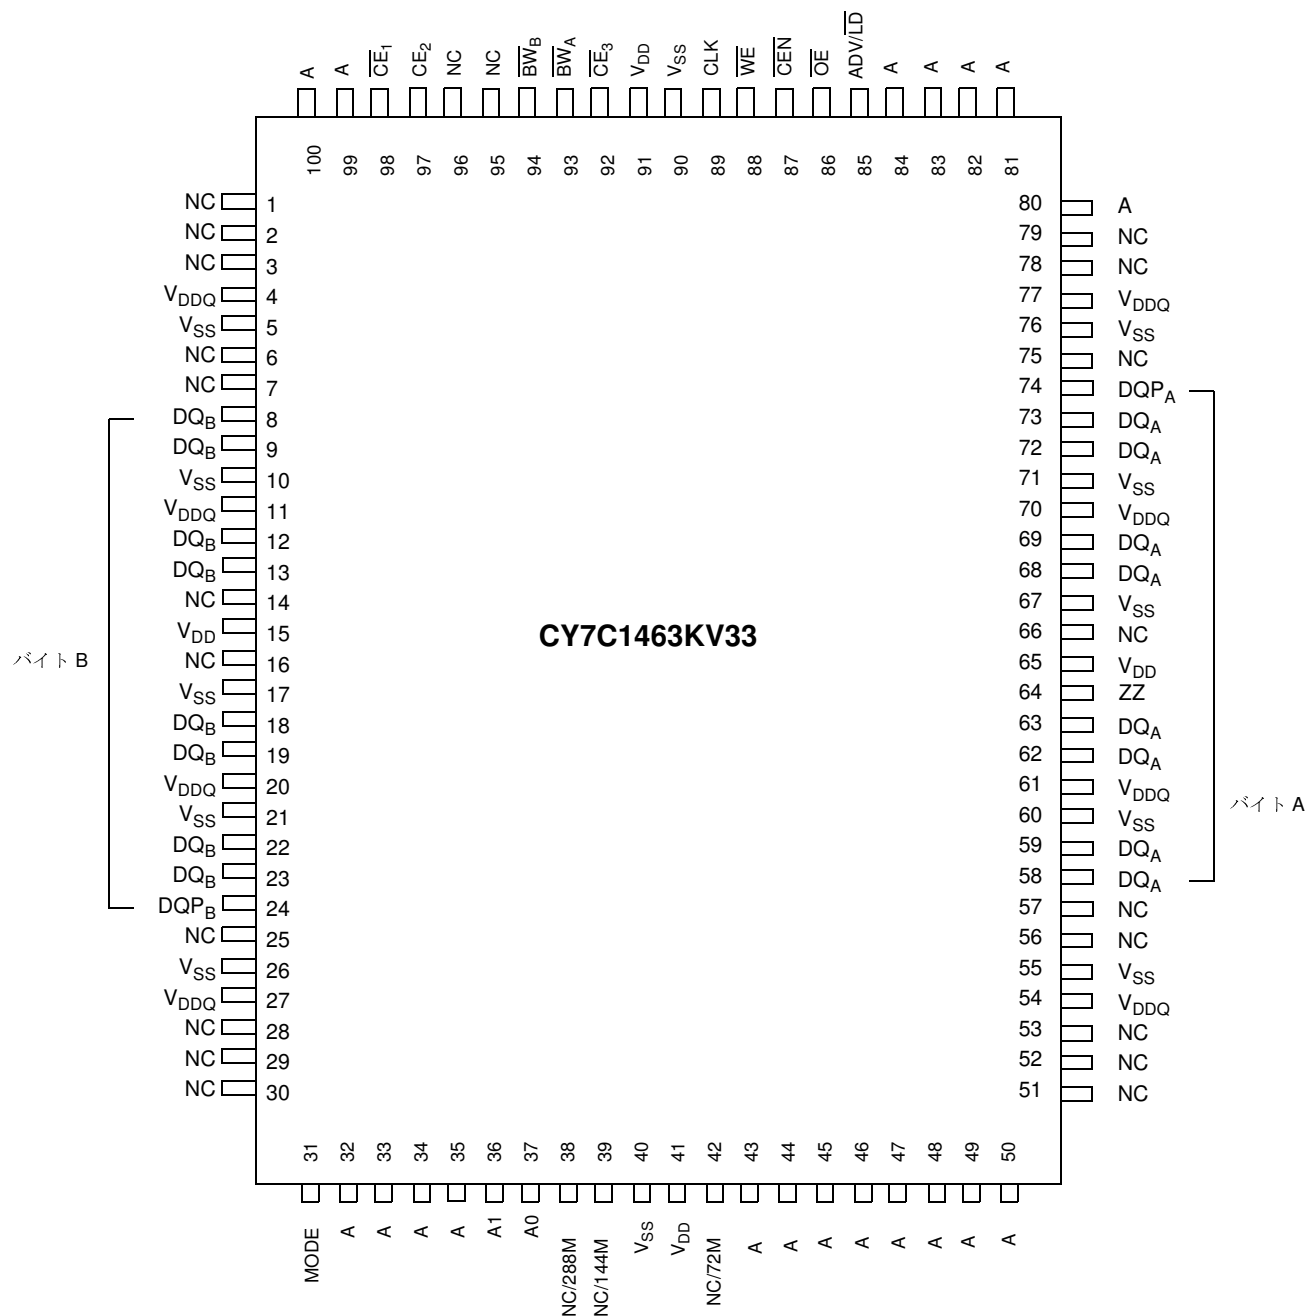 A
A
CE1
CE2
NC
NC
BWB
BWA
CE3
VDD
VSS
CLK
WE
CEN
OE
ADV/LD
A
A
A
A
100
99
98
97
96
95
94
93
92
91
90
89
88
87
86
85
84
83
82
81
NC 1
NC 2
NC 3
VDDQ 4
VSS 5
NC 6
NC 7
DQB 8
DQB 9
VSS 10
VDDQ 11
DQB 12
DQB 13
NC 14
VDD 15
NC 16
VSS 17
DQB 18
DQB 19
VDDQ 20
VSS 21
DQB 22
DQB 23
DQPB 24
NC 25
VSS 26
VDDQ 27
NC 28
NC 29
NC 30
バイト B
CY7C1463KV33
80 A
79 NC
78 NC
77 VDDQ
76 VSS
75 NC
74 DQPA
73 DQA
72 DQA
71 VSS
70 VDDQ
69 DQA
68 DQA
67 VSS
66 NC
65 VDD
64 ZZ
63 DQA
62 DQA
61 VDDQ
60 VSS
59 DQA
58 DQA
57 NC
56 NC
55 VSS
54 VDDQ
53 NC
52 NC
51 NC
バイト A
31
32
33
34
35
36
37
38
39
40
41
42
43
44
45
46
47
48
49
50
MODE
A
A
A
A
A1
A0
NC/288M
NC/144M
VSS
VDD
NC/72M
A
A
A
A
A
A
A
A